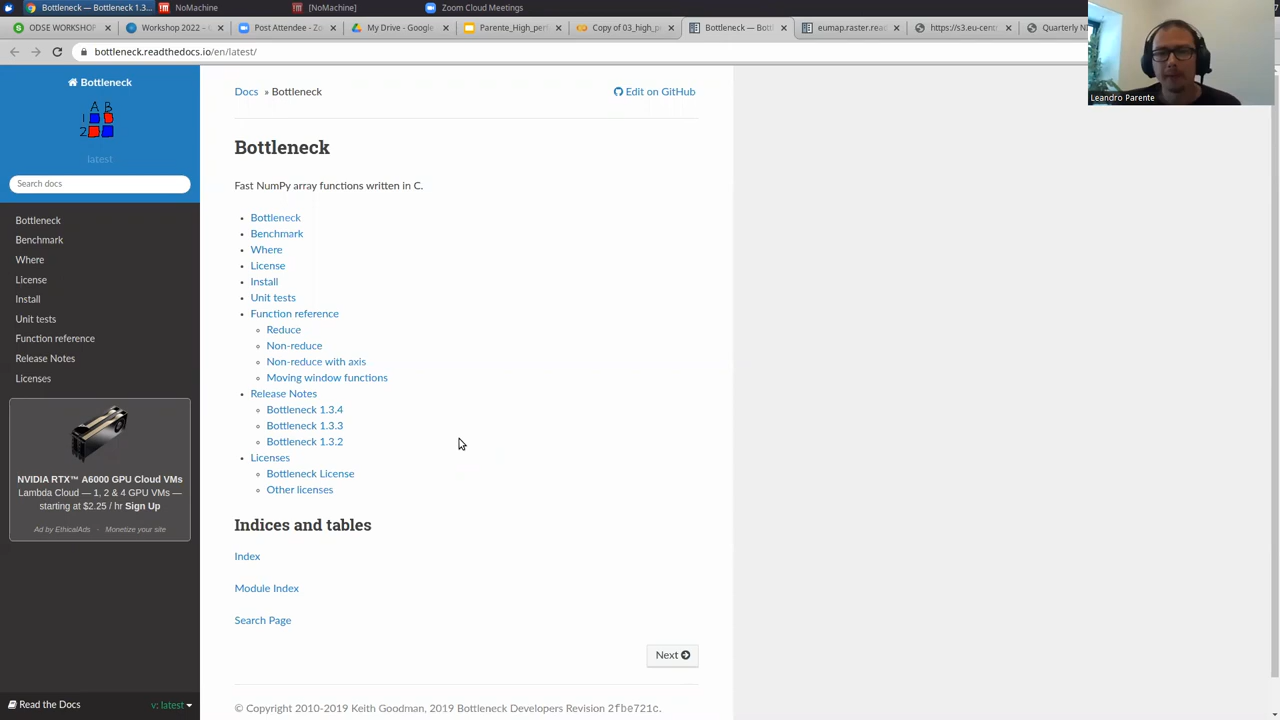 Bottleneck — Bottleneck 1.3...
NoMachine
[NoMachine]
Zoom Cloud Meetings
ODSE WORKSHOP
Workshop 2022 –
Post Attendee - Zo
My Drive - Google
Parente_High_perf
Copy of 03_high_p
Bottleneck — Bott
eumap.raster.rea
https://s3.eu-cent
Quarterly N
bottleneck.readthedocs.io/en/latest/
Bottleneck
A B
1
2
latest
Search docs
Bottleneck
Benchmark
Where
License
Install
Unit tests
Function reference
Release Notes
Licenses
NVIDIA RTX™ A6000 GPU Cloud VMs
Lambda Cloud — 1, 2 & 4 GPU VMs —
starting at $2.25 / hr Sign Up
Ad by EthicalAds · Monetize your site
Read the Docs
v: latest
Docs » Bottleneck
Edit on GitHub
Bottleneck
Fast NumPy array functions written in C.
Bottleneck
Benchmark
Where
License
Install
Unit tests
Function reference
Reduce
Non-reduce
Non-reduce with axis
Moving window functions
Release Notes
Bottleneck 1.3.4
Bottleneck 1.3.3
Bottleneck 1.3.2
Licenses
Bottleneck License
Other licenses
Indices and tables
Index
Module Index
Search Page
Next
© Copyright 2010-2019 Keith Goodman, 2019 Bottleneck Developers Revision 2fbe721c.
Leandro Parente